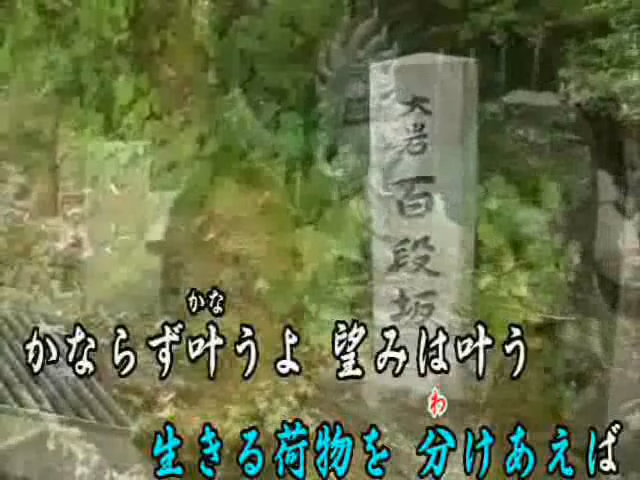 大岩百段坂
かな
かならず叶うよ 望みは叶う
わ
生きる荷物を 分けあえば